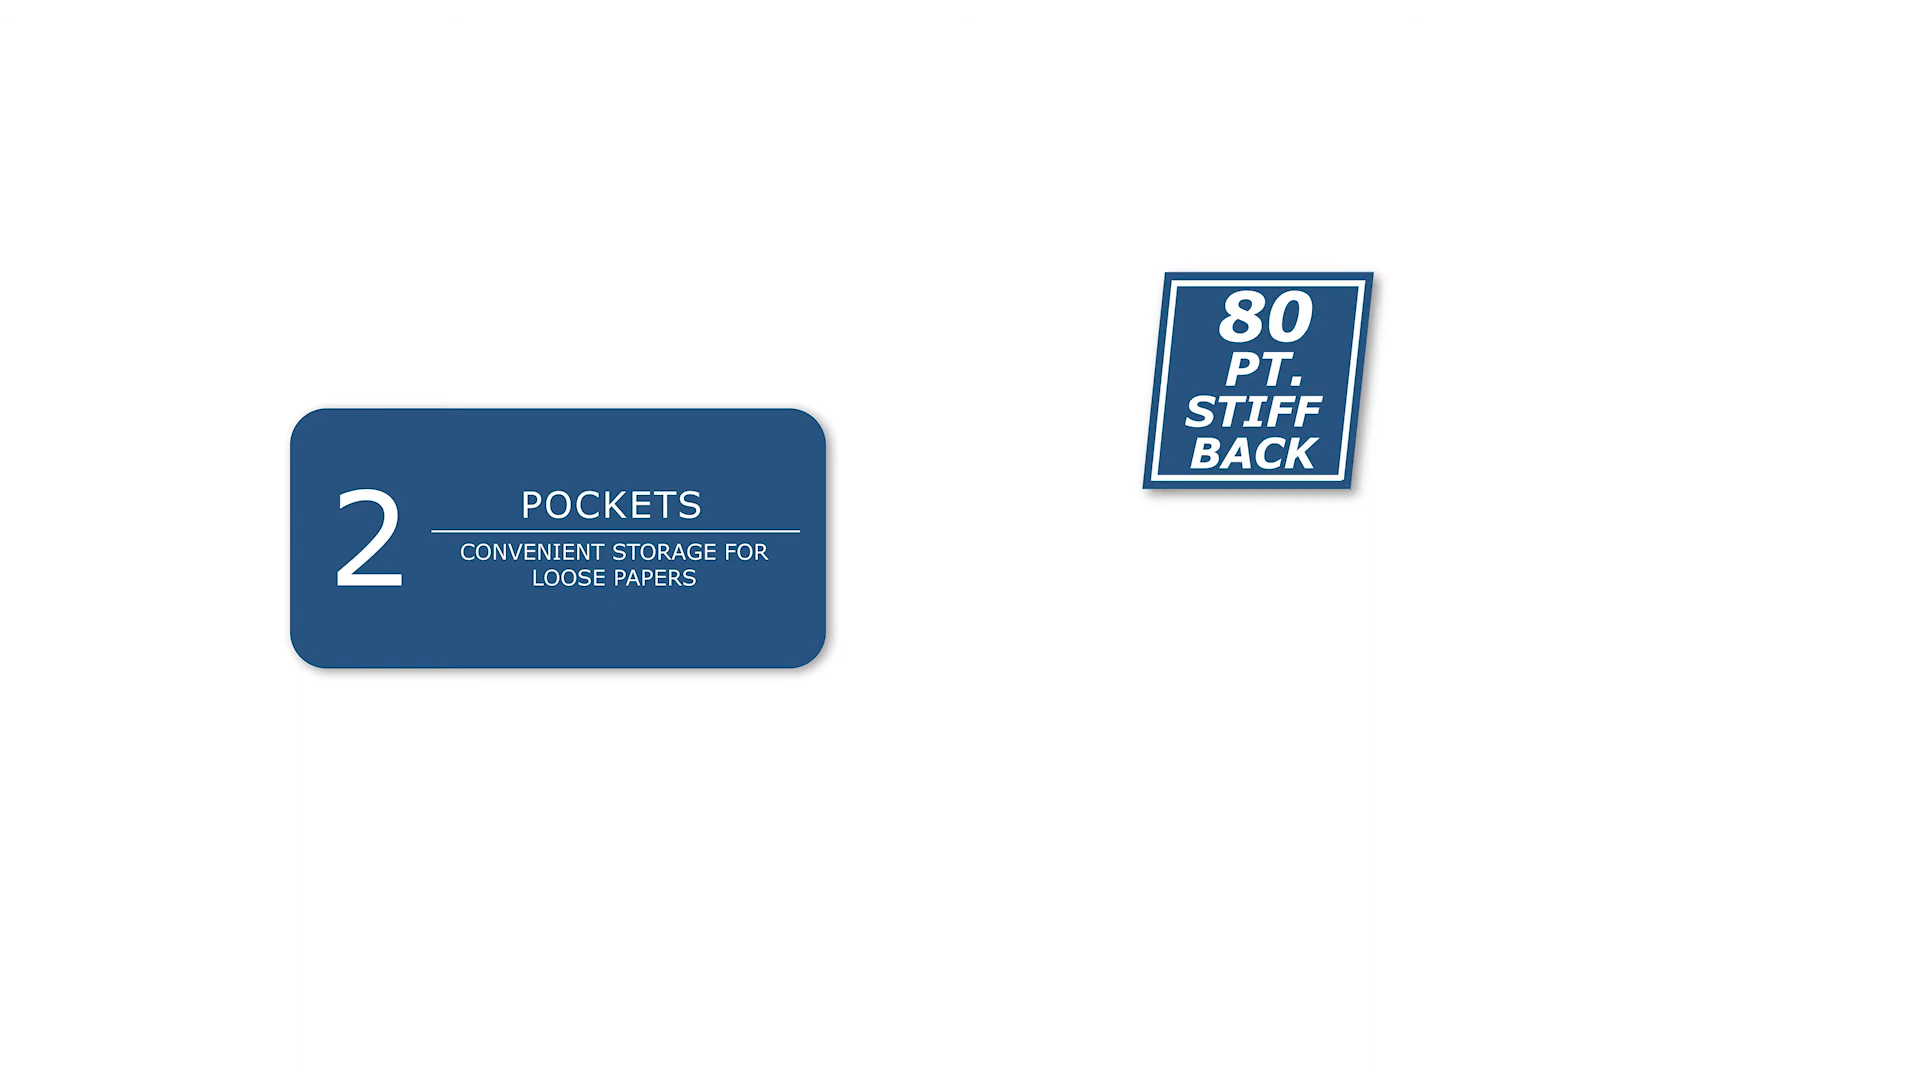 2
POCKETS
CONVENIENT STORAGE FOR
LOOSE PAPERS
80
PT.
STIFF
BACK